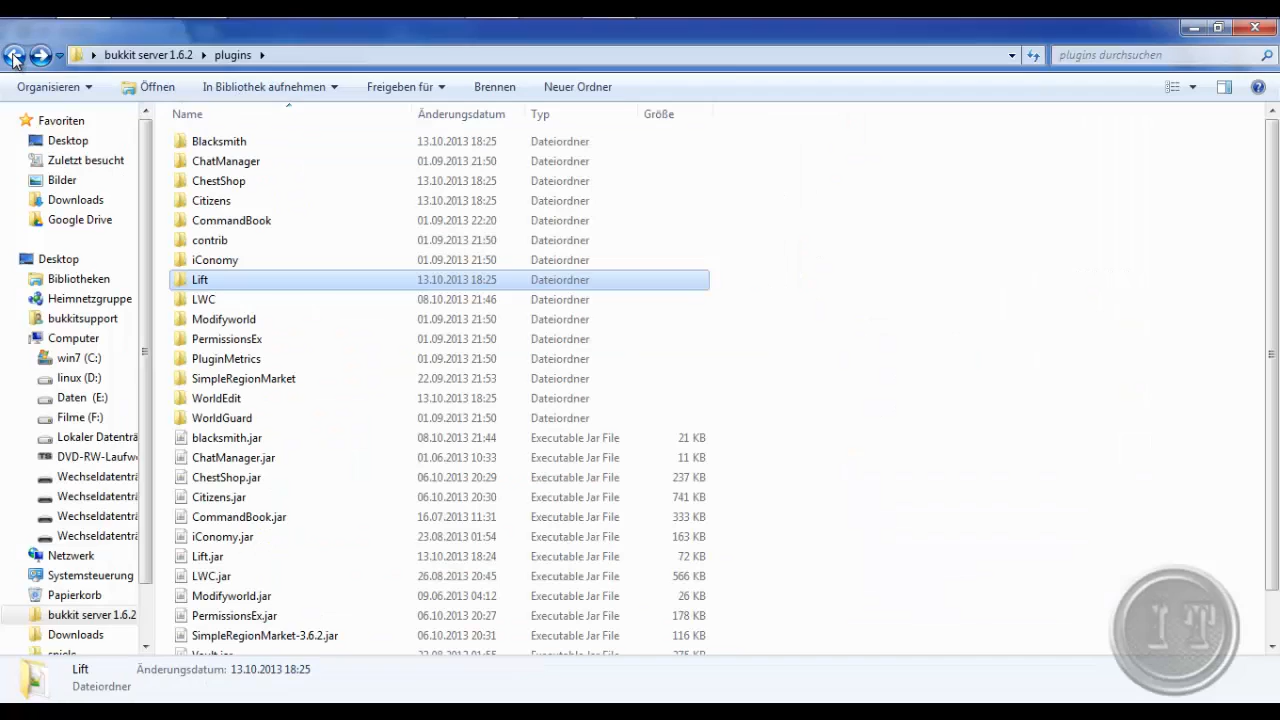 bukkit server 1.6.2 plugins
plugins durchsuchen
Organisieren Öffnen In Bibliothek aufnehmen Freigeben für Brennen Neuer Ordner
Name Änderungsdatum Typ Größe
Favoriten
Desktop
Zuletzt besucht
Bilder
Downloads
Google Drive
Desktop
Bibliotheken
Heimnetzgruppe
bukkitsupport
Computer
win7 (C:)
linux (D:)
Daten (E:)
Filme (F:)
Lokaler Datenträ
DVD-RW-Laufw
Wechseldatenträ
Wechseldatenträ
Wechseldatenträ
Wechseldatenträ
Netzwerk
Systemsteuerung
Papierkorb
bukkit server 1.6.2
Downloads
Blacksmith 13.10.2013 18:25 Dateiordner
ChatManager 01.09.2013 21:50 Dateiordner
ChestShop 13.10.2013 18:25 Dateiordner
Citizens 13.10.2013 18:25 Dateiordner
CommandBook 01.09.2013 22:20 Dateiordner
contrib 01.09.2013 21:50 Dateiordner
iConomy 01.09.2013 21:50 Dateiordner
Lift 13.10.2013 18:25 Dateiordner
LWC 08.10.2013 21:46 Dateiordner
Modifyworld 01.09.2013 21:50 Dateiordner
PermissionsEx 01.09.2013 21:50 Dateiordner
PluginMetrics 01.09.2013 21:50 Dateiordner
SimpleRegionMarket 22.09.2013 21:53 Dateiordner
WorldEdit 13.10.2013 18:25 Dateiordner
WorldGuard 01.09.2013 21:50 Dateiordner
blacksmith.jar 08.10.2013 21:44 Executable Jar File 21 KB
ChatManager.jar 01.06.2013 10:33 Executable Jar File 11 KB
ChestShop.jar 06.10.2013 20:29 Executable Jar File 237 KB
Citizens.jar 06.10.2013 20:30 Executable Jar File 741 KB
CommandBook.jar 16.07.2013 11:31 Executable Jar File 333 KB
iConomy.jar 23.08.2013 01:54 Executable Jar File 163 KB
Lift.jar 13.10.2013 18:24 Executable Jar File 72 KB
LWC.jar 26.08.2013 20:45 Executable Jar File 566 KB
Modifyworld.jar 09.06.2013 04:12 Executable Jar File 26 KB
PermissionsEx.jar 06.10.2013 20:27 Executable Jar File 178 KB
SimpleRegionMarket-3.6.2.jar 06.10.2013 20:31 Executable Jar File 116 KB
IT
Lift Änderungsdatum: 13.10.2013 18:25
Dateiordner